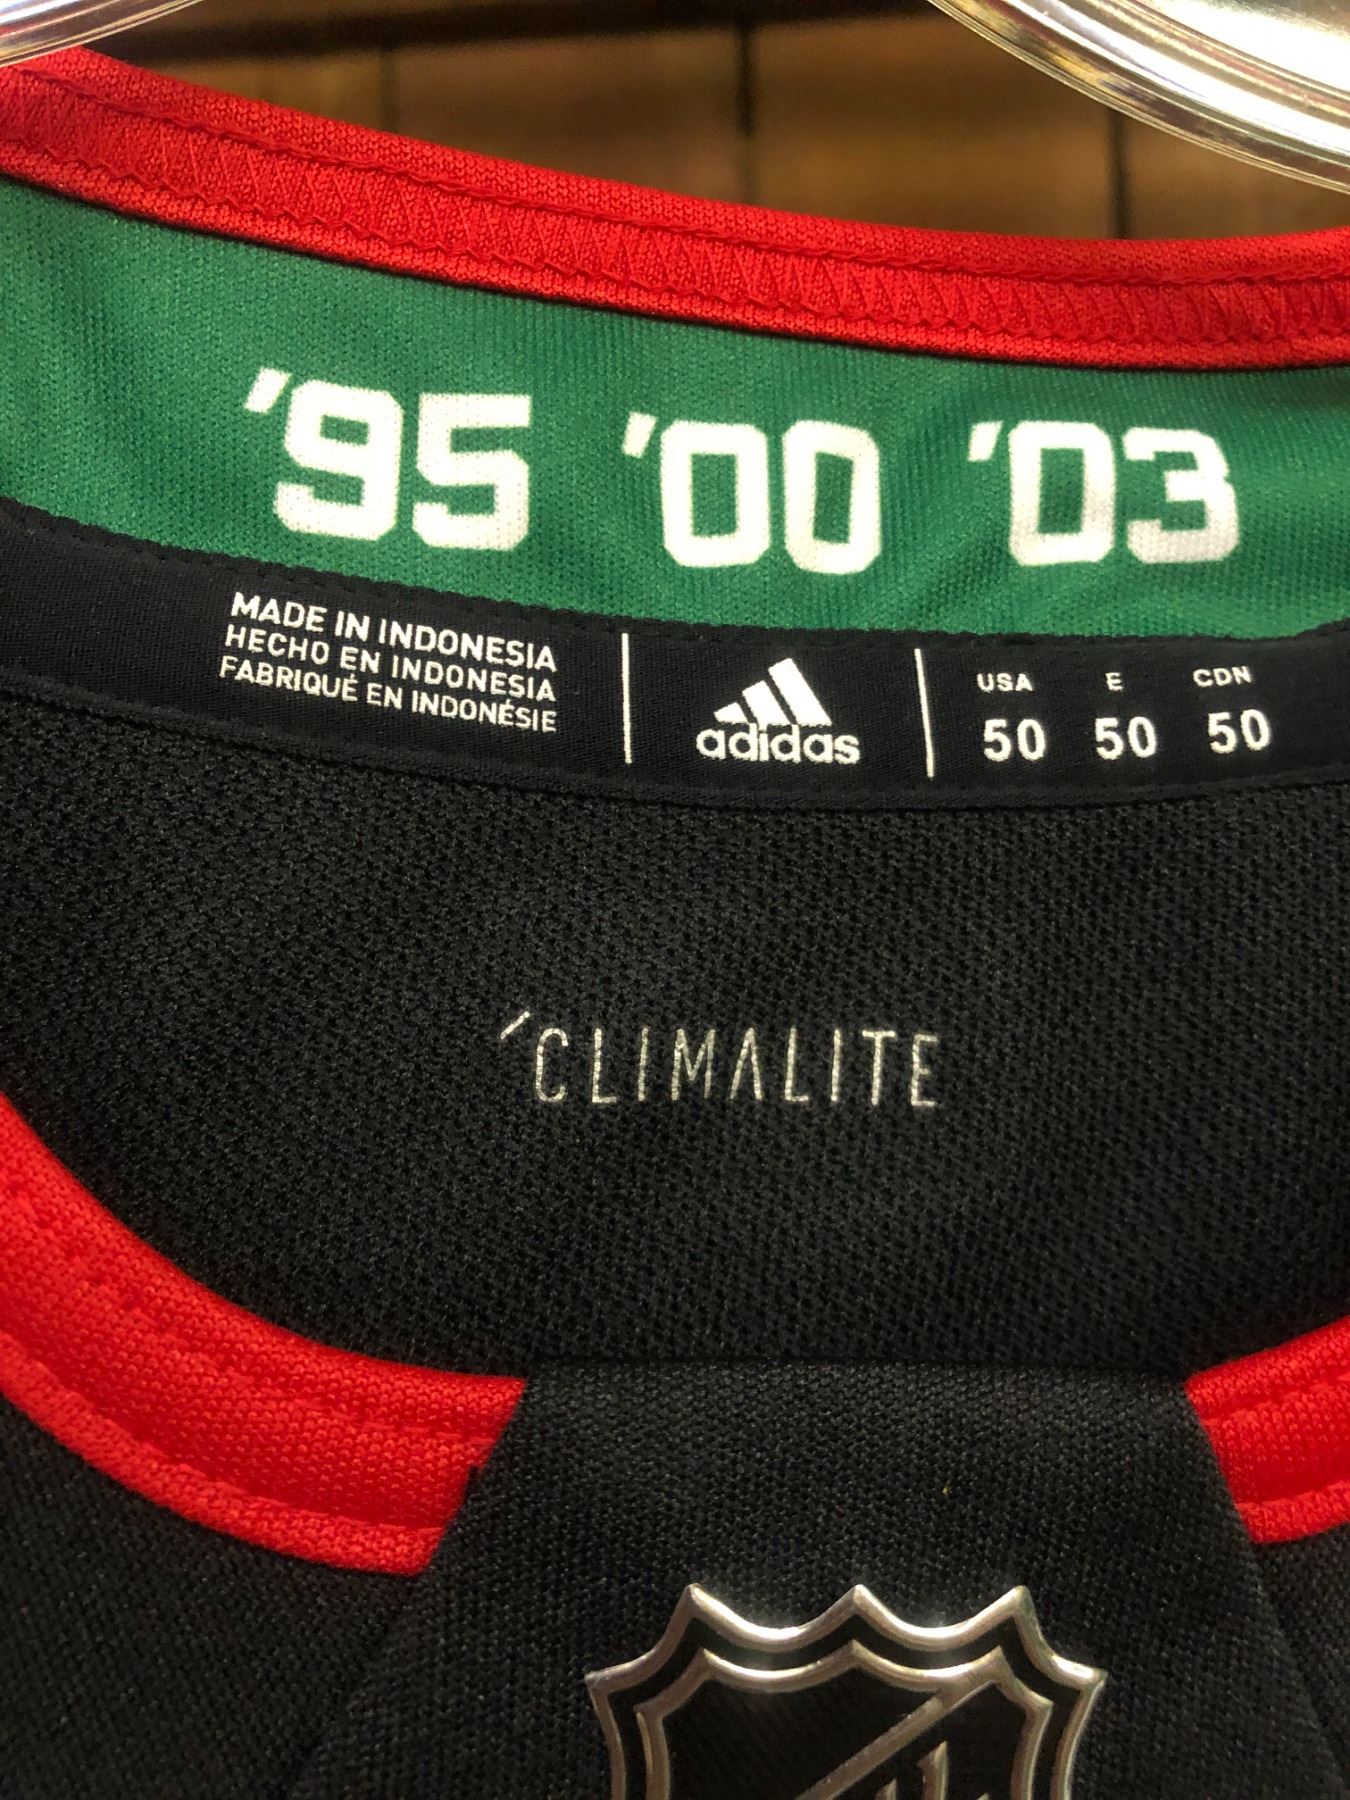 '95 '00 '03
MADE IN INDONESIA
HECHO EN INDONESIA
FABRIQUÉ EN INDONÉSIE
adidas
USA E CDN
50 50 50
´CLIMALITE